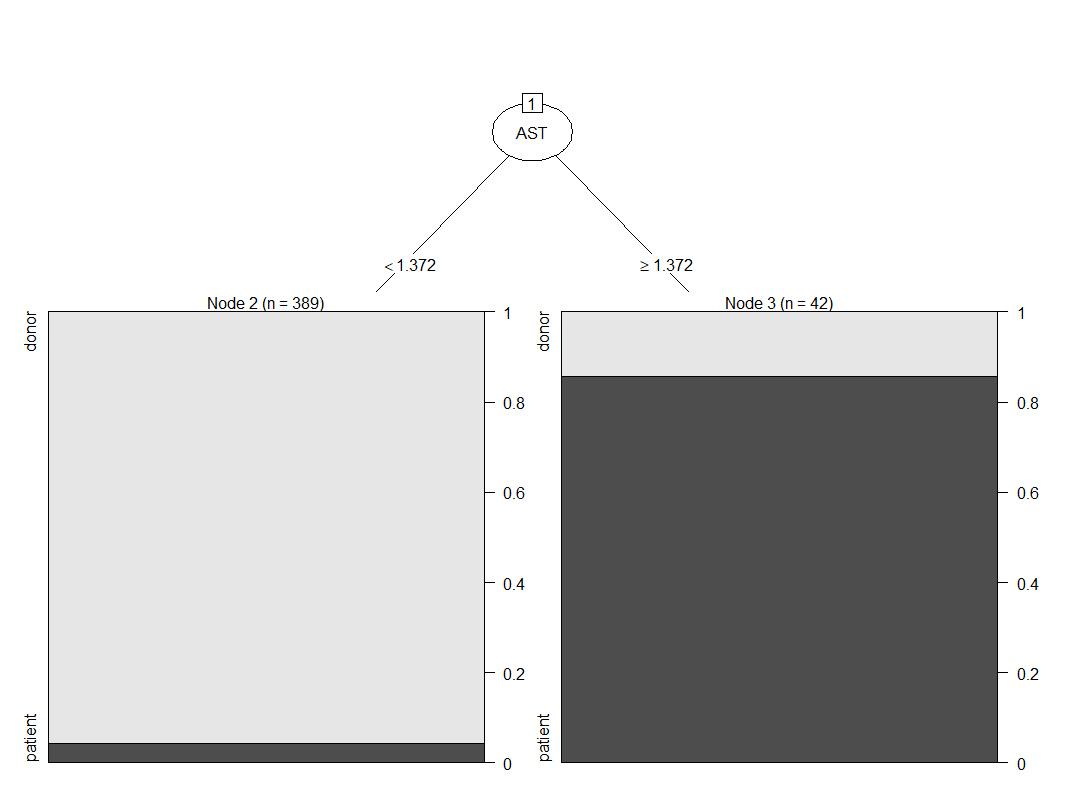 1
AST
< 1.372
≥ 1.372
Node 2 (n = 389)
donor
patient
1
0.8
0.6
0.4
0.2
0
Node 3 (n = 42)
donor
patient
1
0.8
0.6
0.4
0.2
0